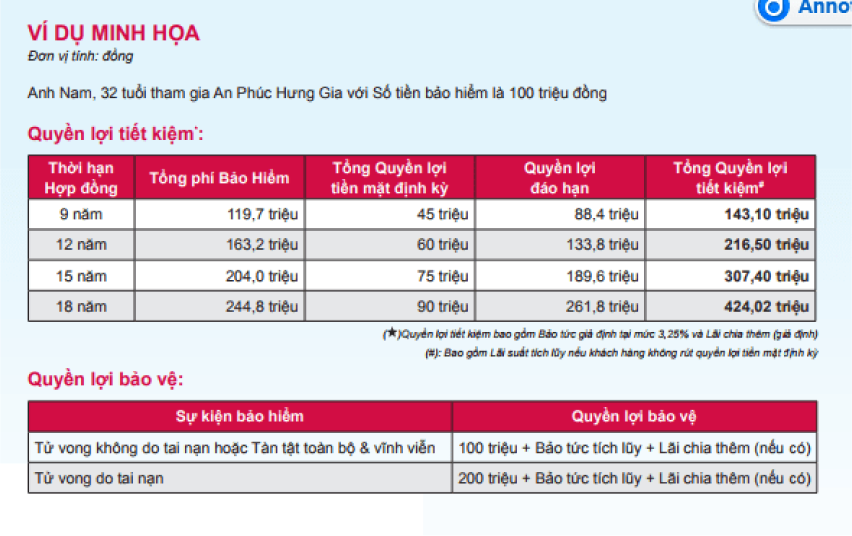 Anno
VÍ DỤ MINH HỌA
Đơn vị tính: đồng
Anh Nam, 32 tuổi tham gia An Phúc Hưng Gia với Số tiền bảo hiểm là 100 triệu đồng
Quyền lợi tiết kiệm*:
Thời hạn Hợp đồng | Tổng phí Bảo Hiểm | Tổng Quyền lợi tiền mặt định kỳ | Quyền lợi đáo hạn | Tổng Quyền lợi tiết kiệm#
9 năm | 119,7 triệu | 45 triệu | 88,4 triệu | 143,10 triệu
12 năm | 163,2 triệu | 60 triệu | 133,8 triệu | 216,50 triệu
15 năm | 204,0 triệu | 75 triệu | 189,6 triệu | 307,40 triệu
18 năm | 244,8 triệu | 90 triệu | 261,8 triệu | 424,02 triệu
(★)Quyền lợi tiết kiệm bao gồm Bảo tức giả định tại mức 3,25% và Lãi chia thêm (giả định)
(#): Bao gồm Lãi suất tích lũy nếu khách hàng không rút quyền lợi tiền mặt định kỳ
Quyền lợi bảo vệ:
Sự kiện bảo hiểm | Quyền lợi bảo vệ
Tử vong không do tai nạn hoặc Tàn tật toàn bộ & vĩnh viễn | 100 triệu + Bảo tức tích lũy + Lãi chia thêm (nếu có)
Tử vong do tai nạn | 200 triệu + Bảo tức tích lũy + Lãi chia thêm (nếu có)